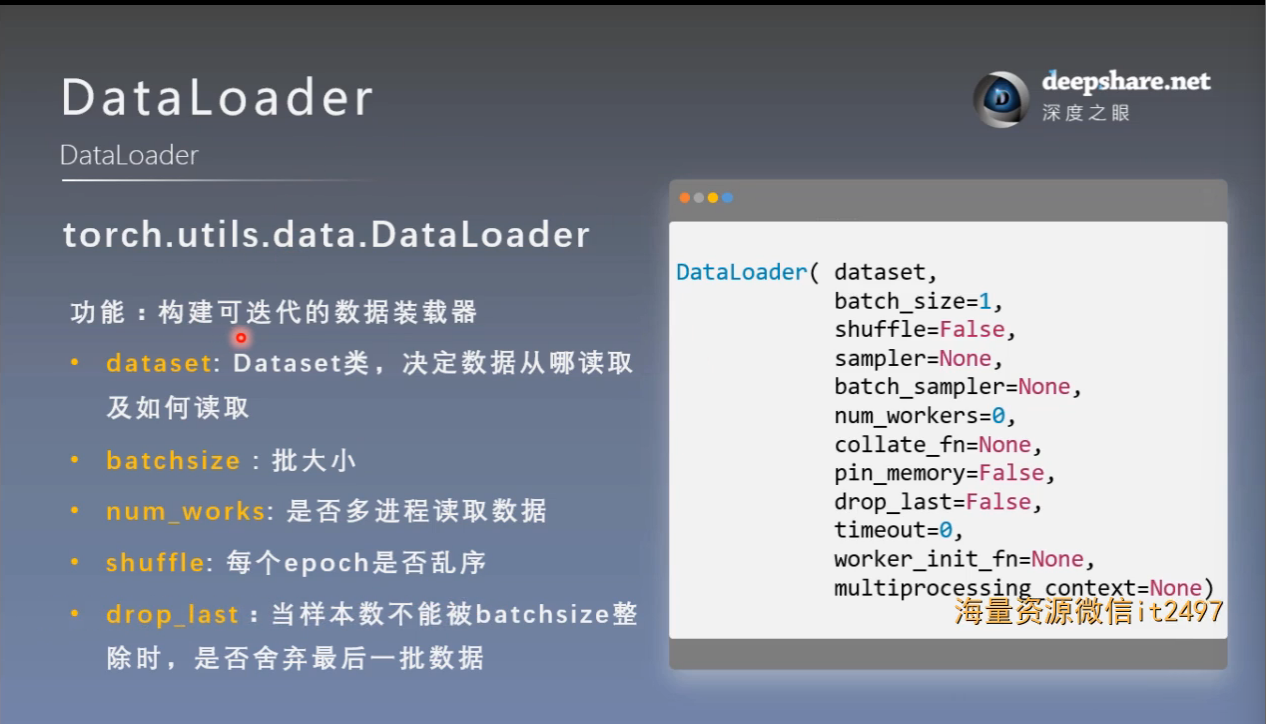 DataLoader
deepshare.net
深度之眼
DataLoader
torch.utils.data.DataLoader
功能：构建可迭代的数据装载器
• dataset: Dataset类，决定数据从哪读取
及如何读取
• batchsize : 批大小
• num_works: 是否多进程读取数据
• shuffle: 每个epoch是否乱序
• drop_last：当样本数不能被batchsize整
除时，是否舍弃最后一批数据
DataLoader( dataset,
batch_size=1,
shuffle=False,
sampler=None,
batch_sampler=None,
num_workers=0,
collate_fn=None,
pin_memory=False,
drop_last=False,
timeout=0,
worker_init_fn=None,
multiprocessing_context=None)
海量资源微信it2497